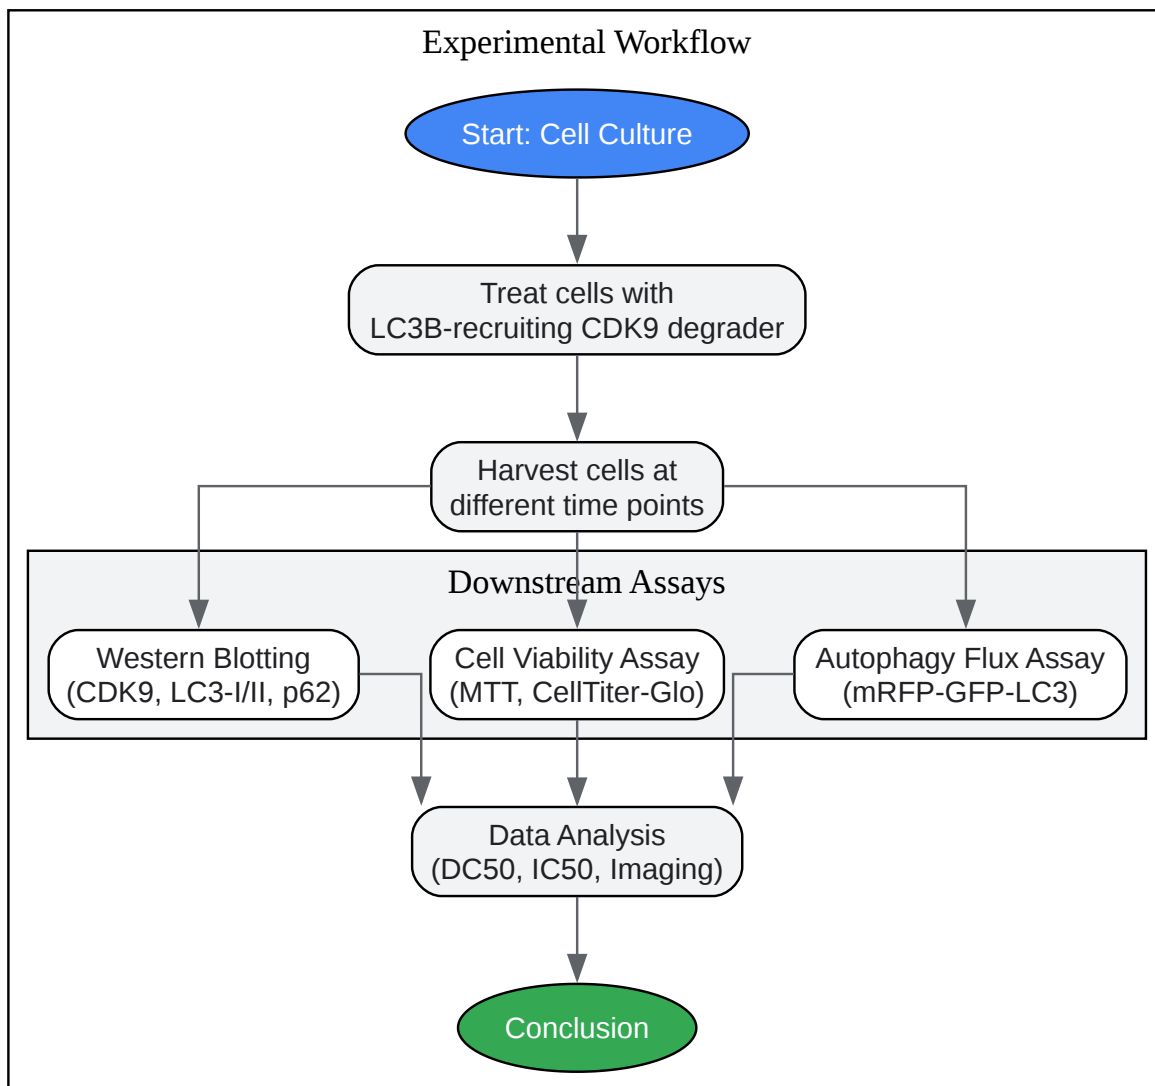 Experimental Workflow
Start: Cell Culture
Treat cells with
LC3B-recruiting CDK9 degrader
Harvest cells at
different time points
Downstream Assays
Western Blotting
(CDK9, LC3-I/II, p62)
Cell Viability Assay
(MTT, CellTiter-Glo)
Autophagy Flux Assay
(mRFP-GFP-LC3)
Data Analysis
(DC50, IC50, Imaging)
Conclusion